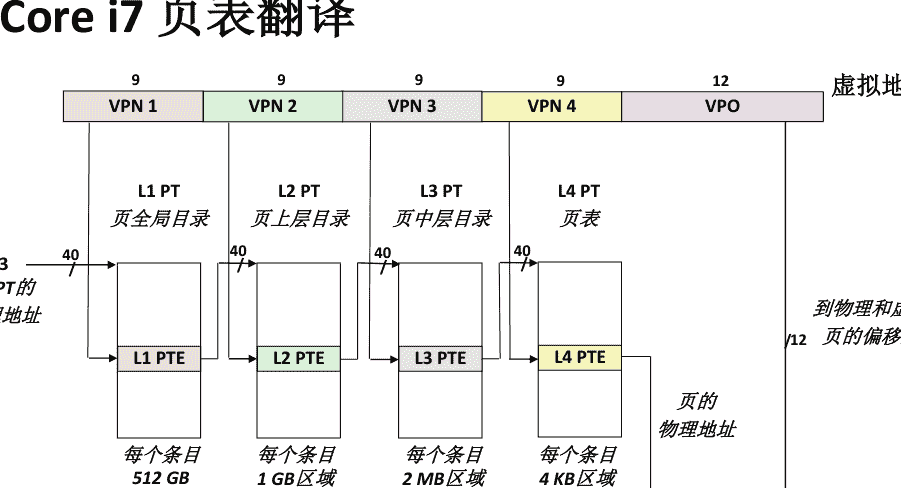 Core i7 页表翻译
9 9 9 9 12
VPN 1 VPN 2 VPN 3 VPN 4 VPO
虚拟地
L1 PT L2 PT L3 PT L4 PT
页全局目录 页上层目录 页中层目录 页表
40 40 40 40
3
PT的
地址
L1 PTE L2 PTE L3 PTE L4 PTE
到物理和虚
页的偏移
/12
页的
物理地址
每个条目 每个条目 每个条目 每个条目
512 GB 1 GB区域 2 MB区域 4 KB区域